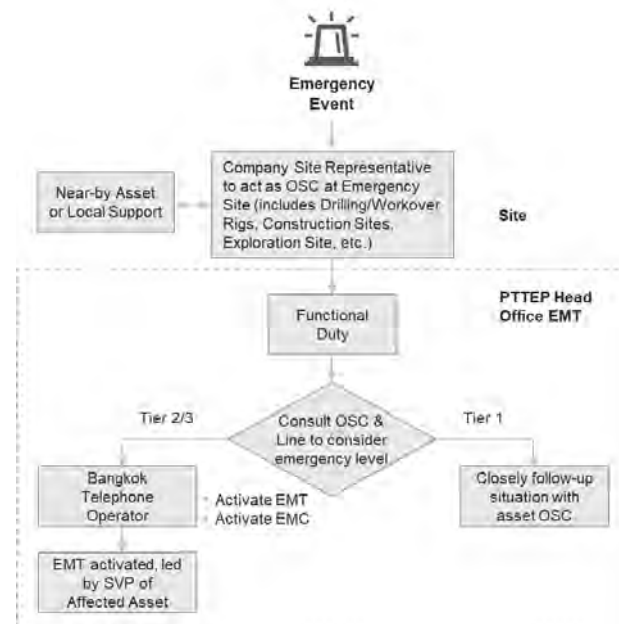 Emergency
Event
Company Site Representative
to act as OSC at Emergency
Site (includes Drilling/Workover
Rigs, Construction Sites,
Exploration Site, etc.)
Near-by Asset
or Local Support
Site
PTTEP Head
Office EMT
Functional
Duty
Tier 2/3
Consult OSC &
Line to consider
emergency level
Tier 1
Bangkok
Telephone
Operator
- Activate EMT
- Activate EMC
Closely follow-up
situation with
asset OSC
EMT activated, led
by SVP of
Affected Asset